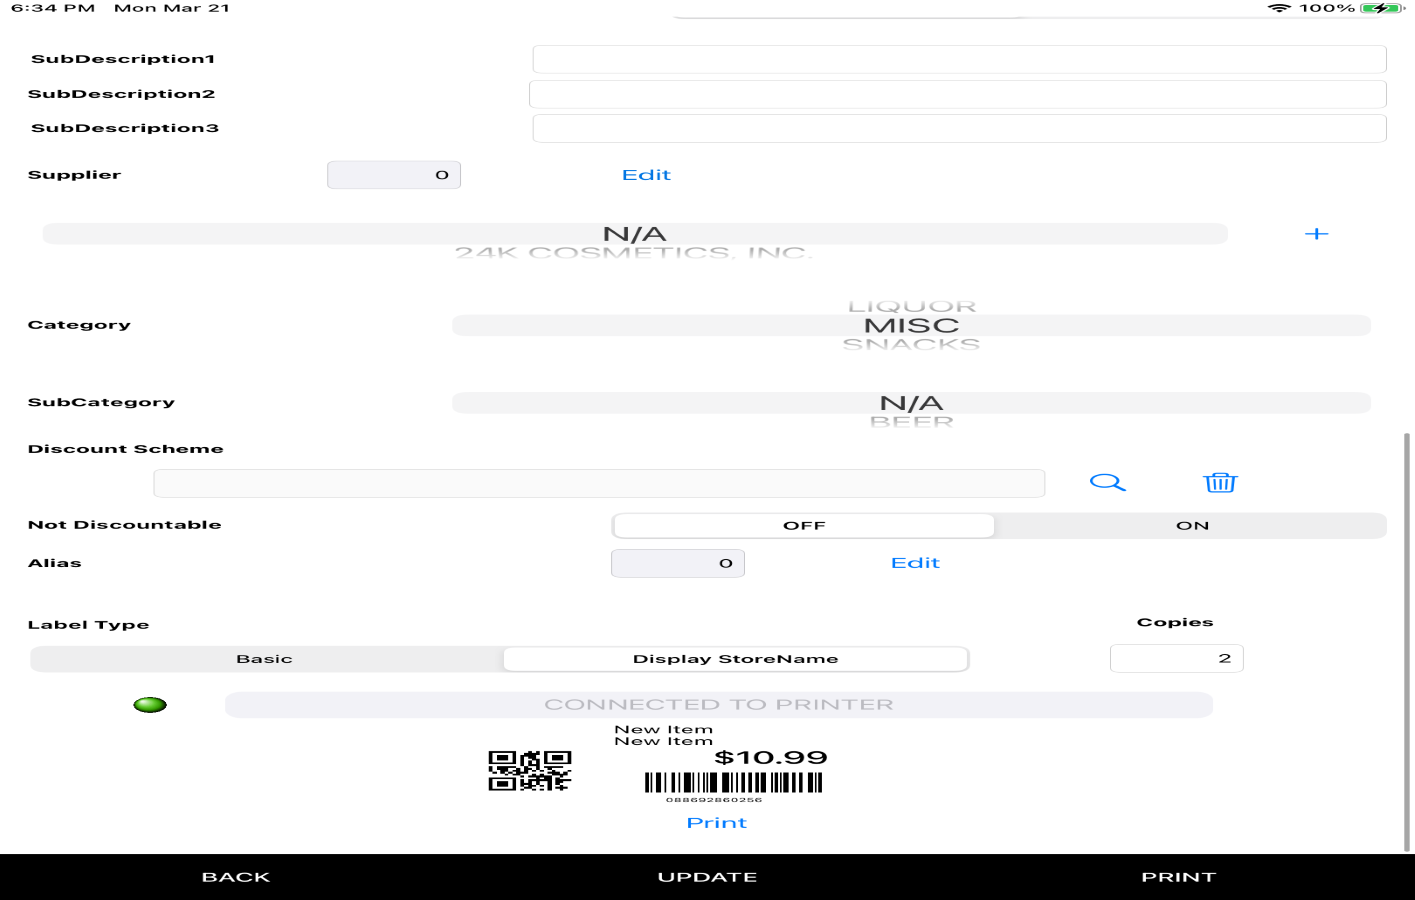 6:34 PM Mon Mar 21 100%
SubDescription1
SubDescription2
SubDescription3
Supplier 0 Edit
N/A
24K COSMETICS, INC.
LIQUOR
Category MISC
SNACKS
SubCategory N/A
BEER
Discount Scheme
Not Discountable OFF ON
Alias 0 Edit
Label Type Copies
Basic Display StoreName 2
CONNECTED TO PRINTER
New Item
New Item
$10.99
088692860256
Print
BACK UPDATE PRINT